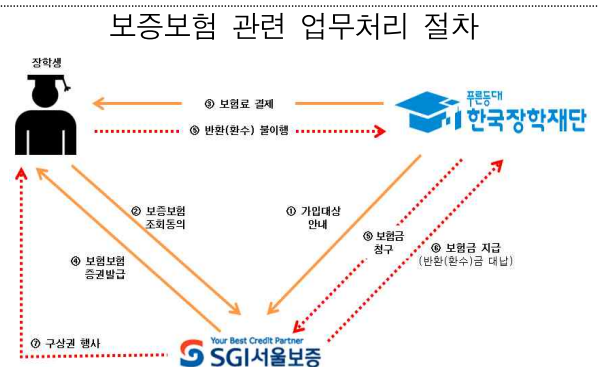 보증보험 관련 업무처리 절차
장학생
③ 보험료 결제
⑤ 반환(환수) 불이행
푸른등대
한국장학재단
② 보증보험
조회동의
① 가입대상
안내
⑤ 보험금
청구
⑥ 보험금 지급
(반환(환수)금 대납)
④ 보험보험
증권발급
⑦ 구상권 행사
Your Best Credit Partner
SGI서울보증